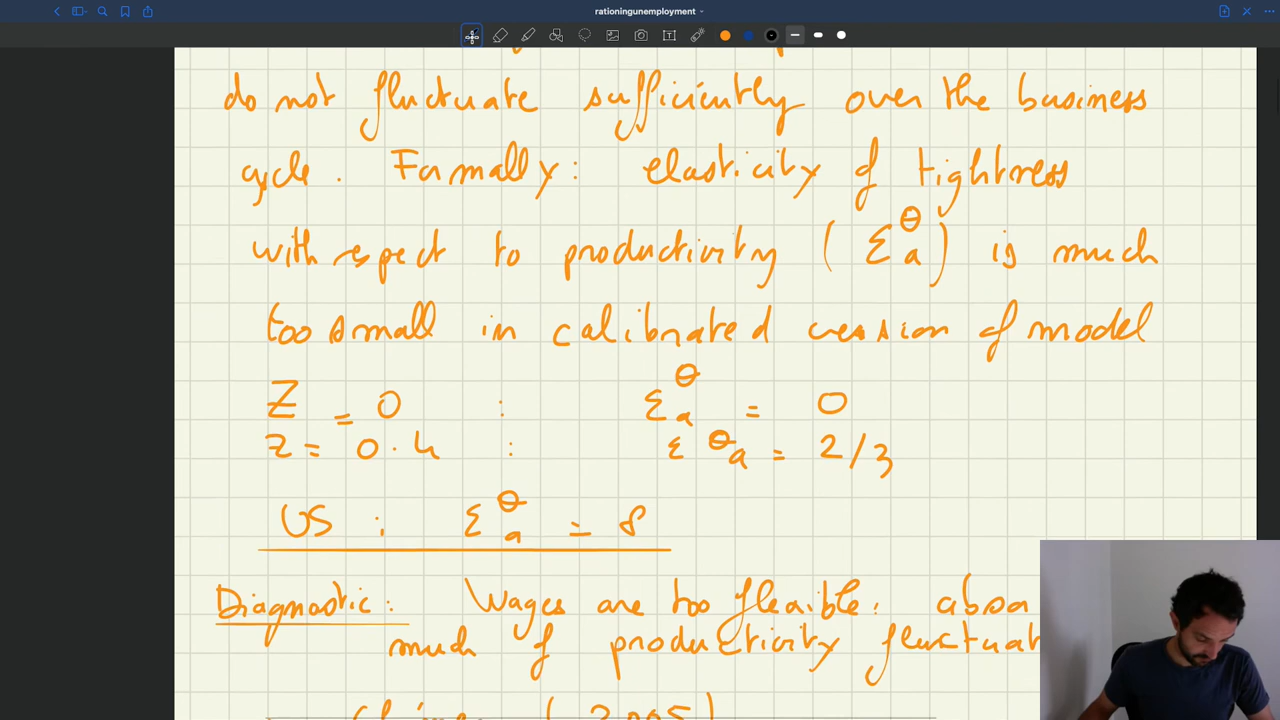 rationingunemployment
do not fluctuate sufficiently over the business
cycle. Formally: elasticity of tightness
with respect to productivity (Σ^θ_a) is much
too small in calibrated version of model
Z = 0 : Σ^θ_a = 0
z = 0.4 : Σ^θ_a = 2/3
US : Σ^θ_a = 8
Diagnostic: Wages are too flexible:
much of productivity
(2005)